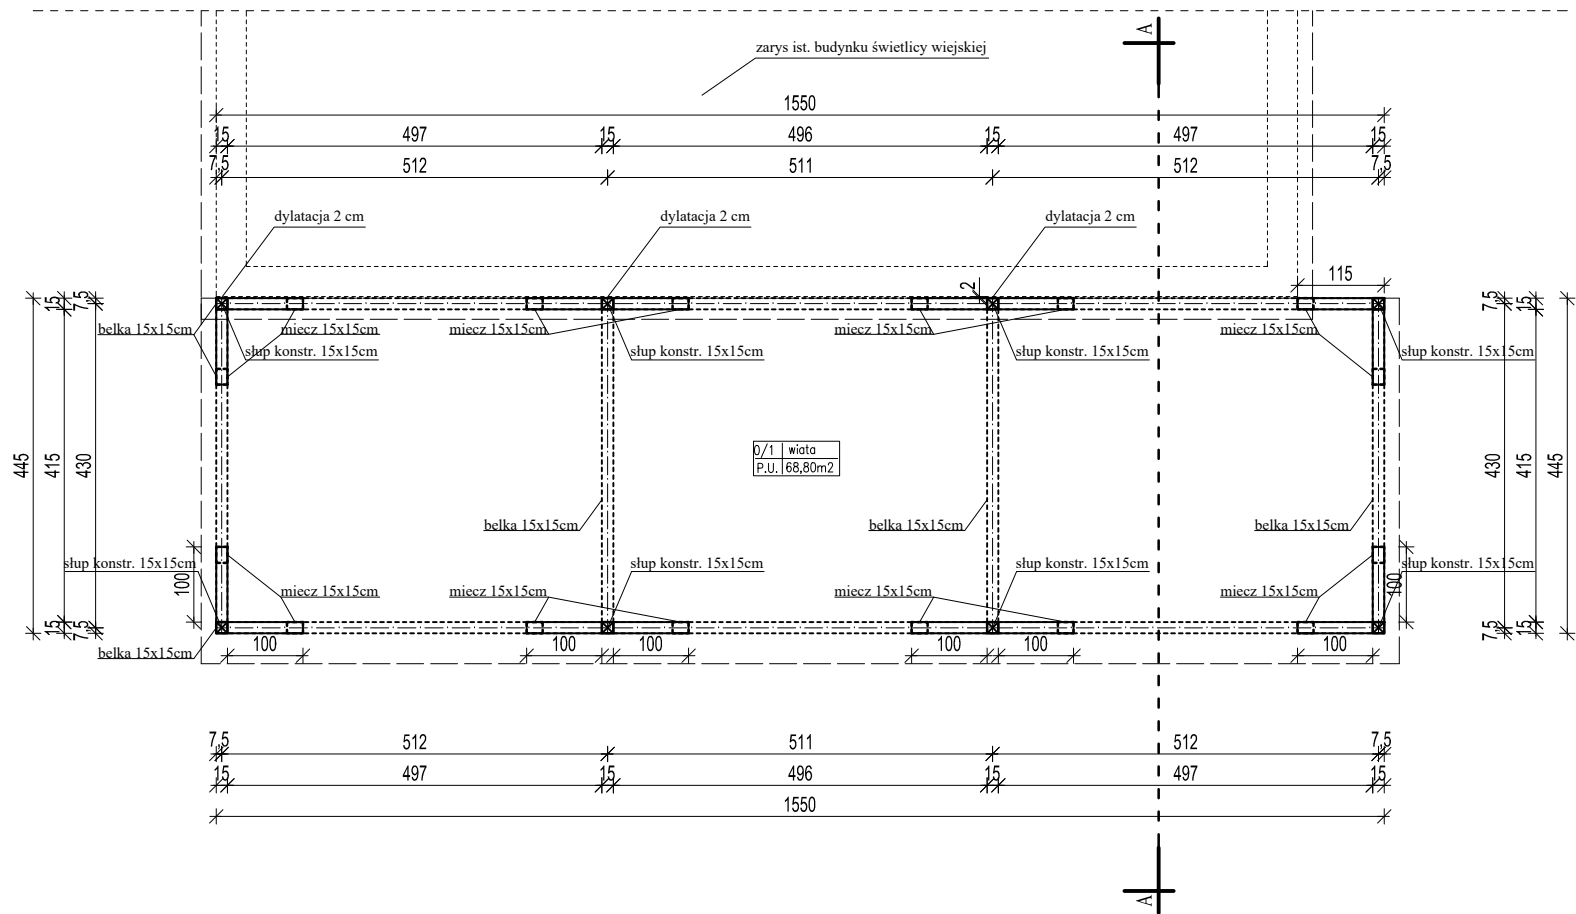 A
zarys ist. budynku świetlicy wiejskiej
1550
15 497 15 496 15 497 15
7,5 512 511 512 7,5
dylatacja 2 cm dylatacja 2 cm dylatacja 2 cm
115
2
7,5 15 15 7,5
belka 15x15cm miecz 15x15cm miecz 15x15cm miecz 15x15cm miecz 15x15cm
słup konstr. 15x15cm słup konstr. 15x15cm słup konstr. 15x15cm słup konstr. 15x15cm
0/1 wiata
P.U. 68,80m2
445 415 430 430 415 445
belka 15x15cm belka 15x15cm belka 15x15cm
słup konstr. 15x15cm słup konstr. 15x15cm słup konstr. 15x15cm słup konstr. 15x15cm
100 100
miecz 15x15cm miecz 15x15cm miecz 15x15cm miecz 15x15cm
15 7,5 7,5 15
100 100 100 100 100 100
belka 15x15cm
7,5 512 511 512 7,5
15 497 15 496 15 497 15
1550
A